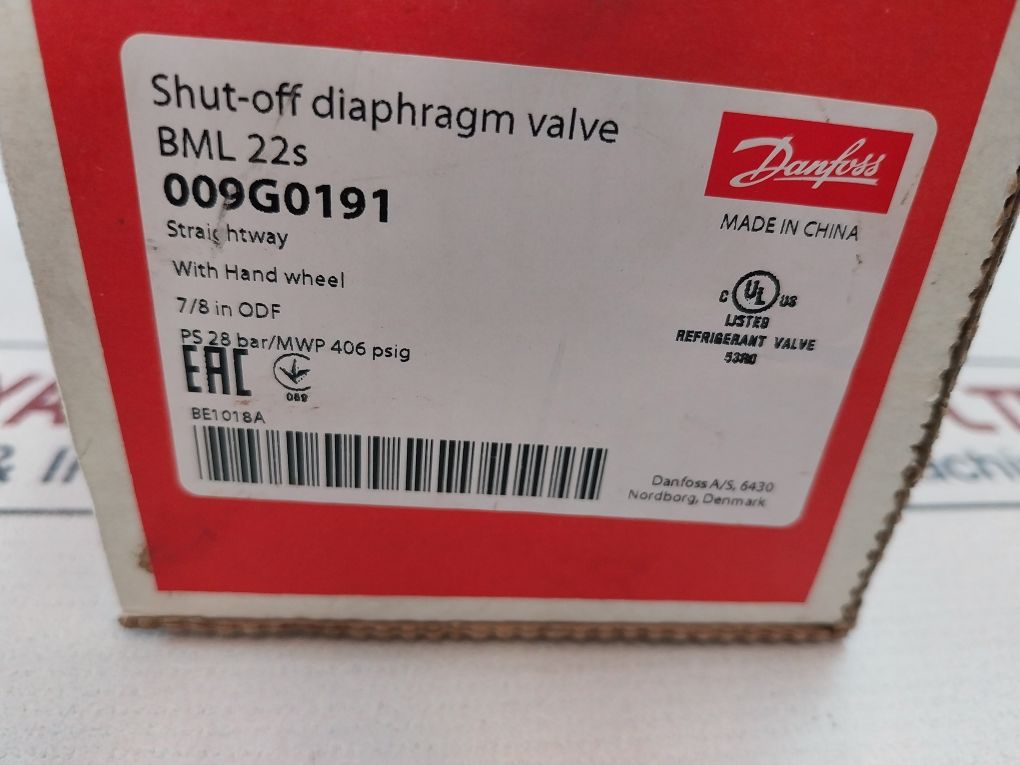 Shut-off diaphragm valve
BML 22s
009G0191
Straightway
With Hand wheel
7/8 in ODF
PS 28 bar/MWP 406 psig
EAC
089
BE1018A
Danfoss
MADE IN CHINA
C UL US
LISTED
REFRIGERANT VALVE
Danfoss A/S, 6430
Nordborg, Denmark